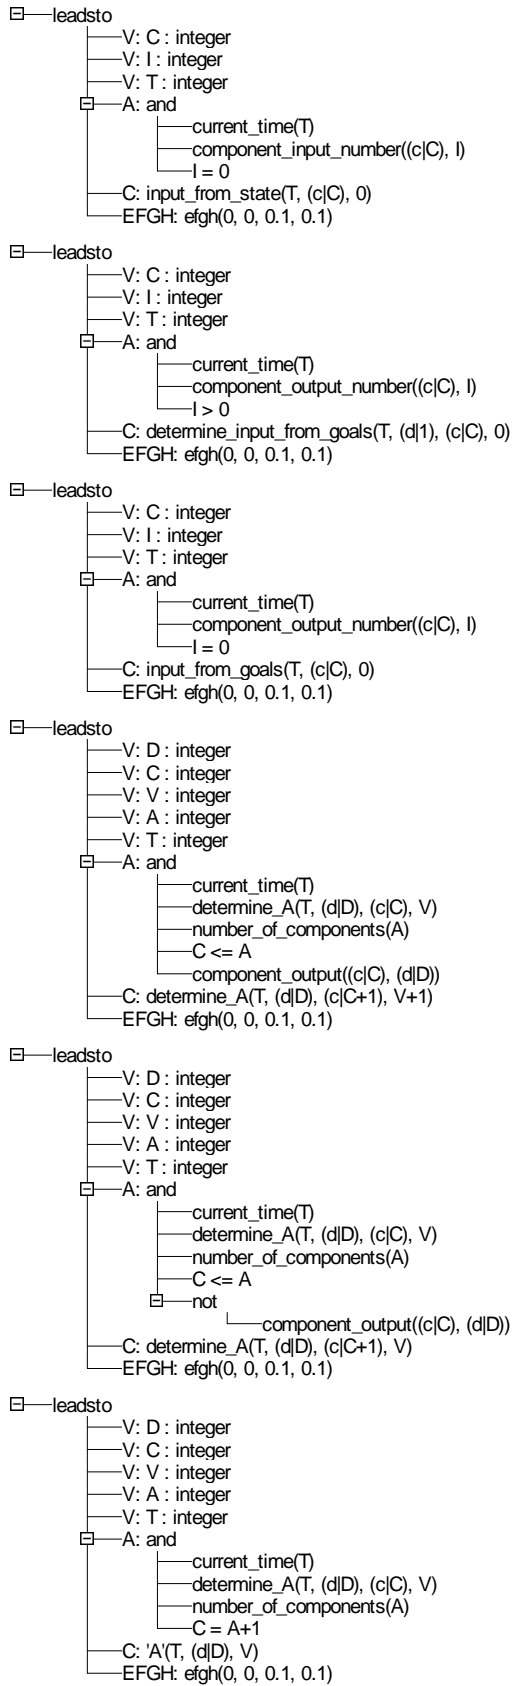 leadsto
V: C : integer
V: I : integer
V: T : integer
A: and
current_time(T)
component_input_number((c|C), I)
I = 0
C: input_from_state(T, (c|C), 0)
EFGH: efgh(0, 0, 0.1, 0.1)
leadsto
V: C : integer
V: I : integer
V: T : integer
A: and
current_time(T)
component_output_number((c|C), I)
I > 0
C: determine_input_from_goals(T, (d|1), (c|C), 0)
EFGH: efgh(0, 0, 0.1, 0.1)
leadsto
V: C : integer
V: I : integer
V: T : integer
A: and
current_time(T)
component_output_number((c|C), I)
I = 0
C: input_from_goals(T, (c|C), 0)
EFGH: efgh(0, 0, 0.1, 0.1)
leadsto
V: D : integer
V: C : integer
V: V : integer
V: A : integer
V: T : integer
A: and
current_time(T)
determine_A(T, (d|D), (c|C), V)
number_of_components(A)
C <= A
component_output((c|C), (d|D))
C: determine_A(T, (d|D), (c|C+1), V+1)
EFGH: efgh(0, 0, 0.1, 0.1)
leadsto
V: D : integer
V: C : integer
V: V : integer
V: A : integer
V: T : integer
A: and
current_time(T)
determine_A(T, (d|D), (c|C), V)
number_of_components(A)
C <= A
not
component_output((c|C), (d|D))
C: determine_A(T, (d|D), (c|C+1), V)
EFGH: efgh(0, 0, 0.1, 0.1)
leadsto
V: D : integer
V: C : integer
V: V : integer
V: A : integer
V: T : integer
A: and
current_time(T)
determine_A(T, (d|D), (c|C), V)
number_of_components(A)
C = A+1
C: 'A'(T, (d|D), V)
EFGH: efgh(0, 0, 0.1, 0.1)